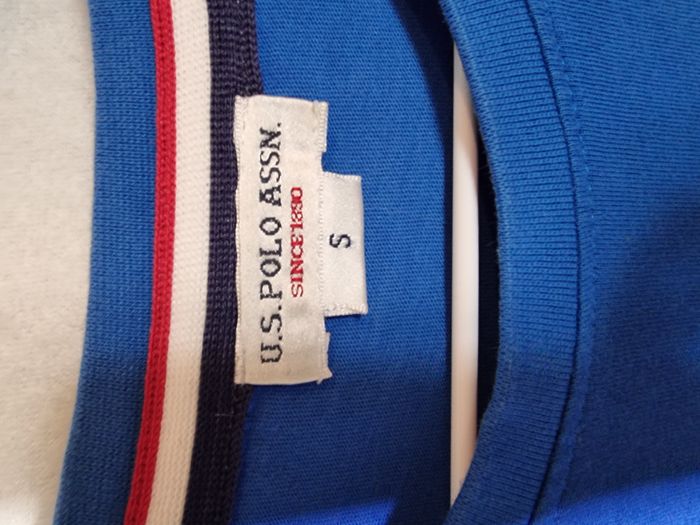 U.S. POLO ASSN.
SINCE 1890
S